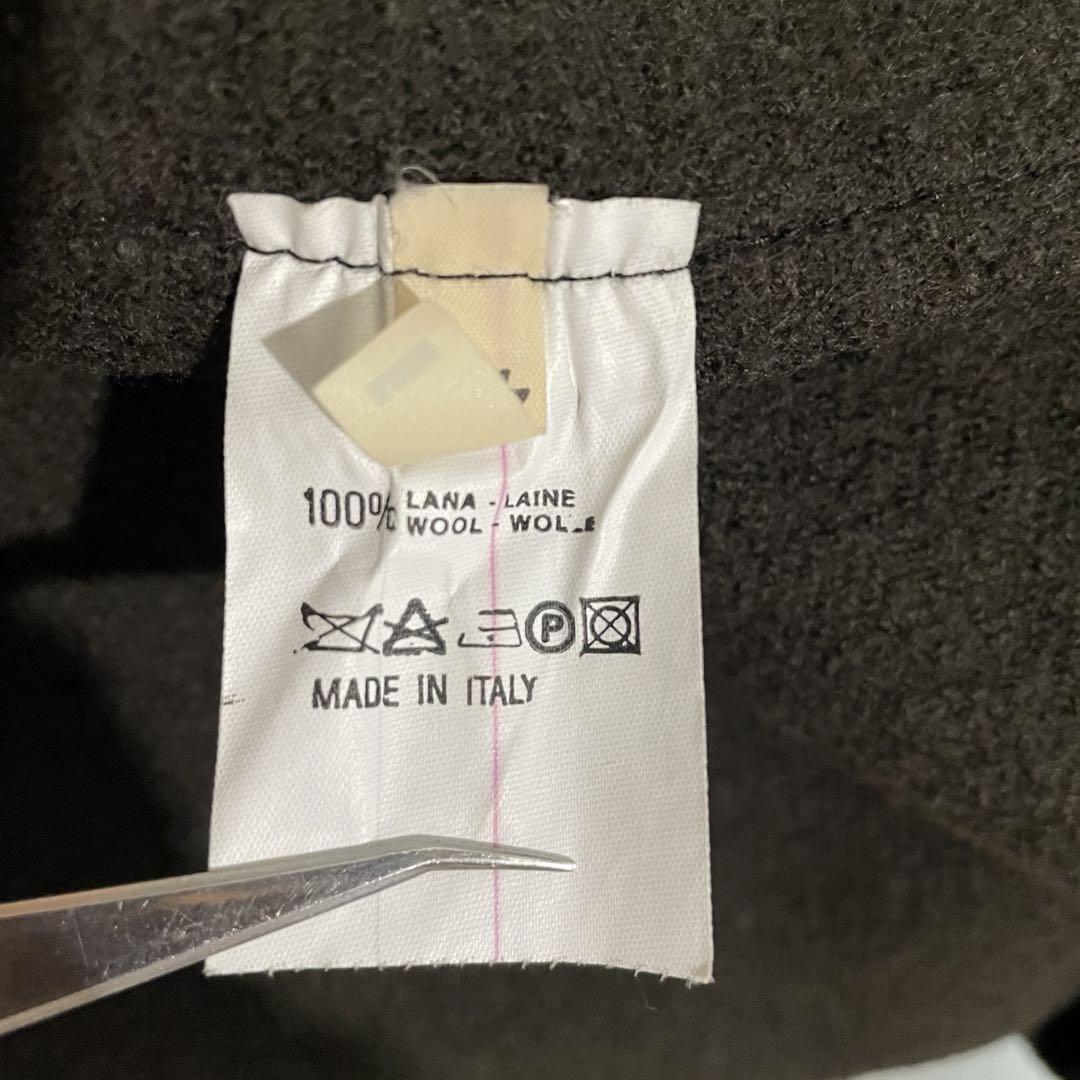 100% LANA - LAINE
WOOL - WOLLE
P
MADE IN ITALY